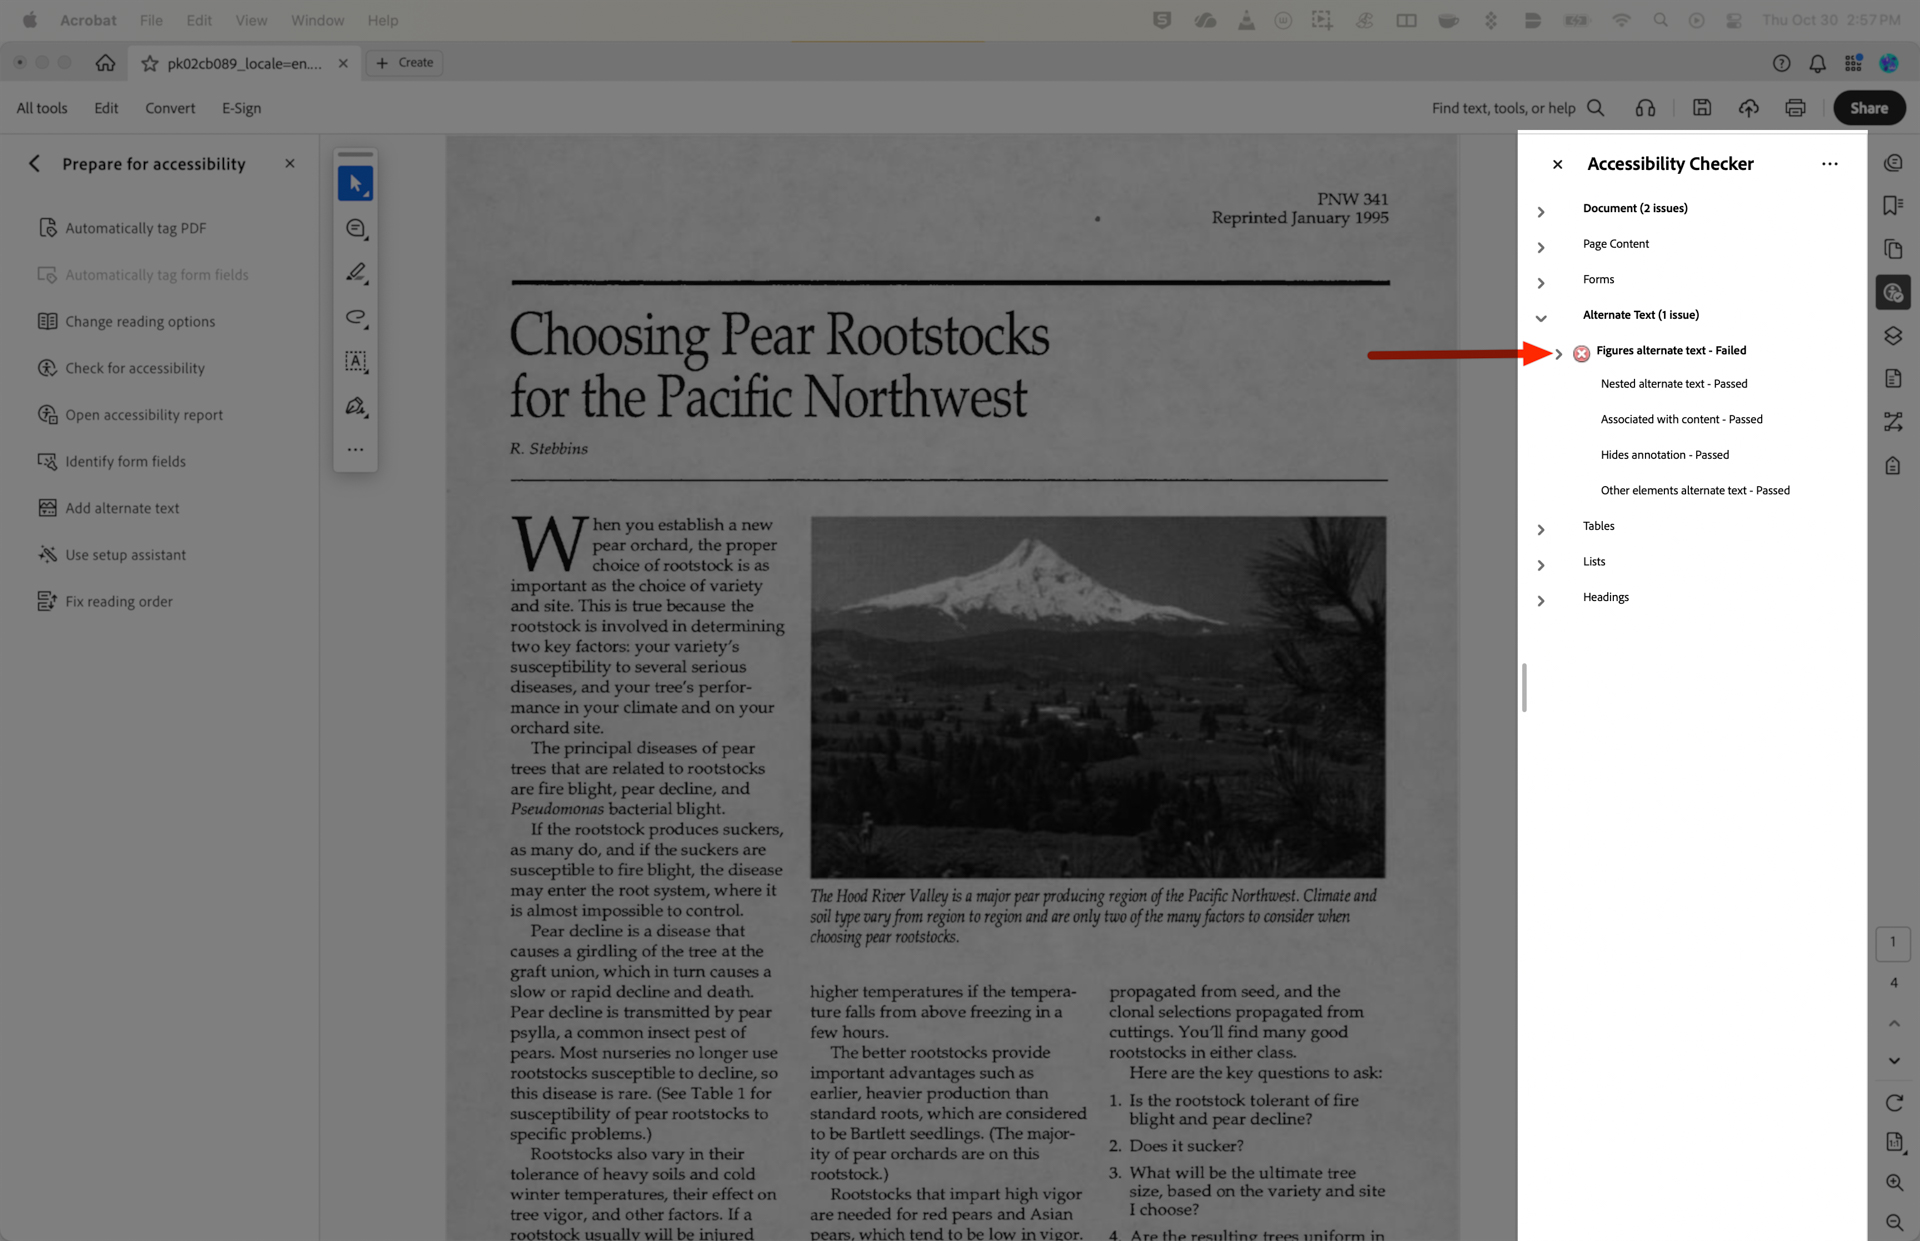 Acrobat File Edit View Window Help
Thu Oct 30 2:57 PM
pk02cb089_locale=en....
Create
All tools Edit Convert E-Sign
Find text, tools, or help
Share
Prepare for accessibility
Automatically tag PDF
Automatically tag form fields
Change reading options
Check for accessibility
Open accessibility report
Identify form fields
Add alternate text
Use setup assistant
Fix reading order
PNW 341
Reprinted January 1995
Choosing Pear Rootstocks
for the Pacific Northwest
R. Stebbins
When you establish a new
pear orchard, the proper
choice of rootstock is as
important as the choice of variety
and site. This is true because the
rootstock is involved in determining
two key factors: your variety's
susceptibility to several serious
diseases, and your tree's perfor-
mance in your climate and on your
orchard site.
The principal diseases of pear
trees that are related to rootstocks
are fire blight, pear decline, and
Pseudomonas bacterial blight.
If the rootstock produces suckers,
as many do, and if the suckers are
susceptible to fire blight, the disease
may enter the root system, where it
is almost impossible to control.
Pear decline is a disease that
causes a girdling of the tree at the
graft union, which in turn causes a
slow or rapid decline and death.
Pear decline is transmitted by pear
psylla, a common insect pest of
pears. Most nurseries no longer use
rootstocks susceptible to decline, so
this disease is rare. (See Table 1 for
susceptibility of pear rootstocks to
specific problems.)
Rootstocks also vary in their
tolerance of heavy soils and cold
winter temperatures, their effect on
tree vigor, and other factors. If a
rootstock usually will be injured
The Hood River Valley is a major pear producing region of the Pacific Northwest. Climate and
soil type vary from region to region and are only two of the many factors to consider when
choosing pear rootstocks.
higher temperatures if the tempera-
ture falls from above freezing in a
few hours.
The better rootstocks provide
important advantages such as
earlier, heavier production than
standard roots, which are considered
to be Bartlett seedlings. (The major-
ity of pear orchards are on this
rootstock.)
Rootstocks that impart high vigor
are needed for red pears and Asian
pears, which tend to be low in vigor.
propagated from seed, and the
clonal selections propagated from
cuttings. You'll find many good
rootstocks in either class.
Here are the key questions to ask:
1. Is the rootstock tolerant of fire
blight and pear decline?
2. Does it sucker?
3. What will be the ultimate tree
size, based on the variety and site
I choose?
4. Are the resulting trees uniform in
Accessibility Checker
Document (2 issues)
Page Content
Forms
Alternate Text (1 issue)
Figures alternate text - Failed
Nested alternate text - Passed
Associated with content - Passed
Hides annotation - Passed
Other elements alternate text - Passed
Tables
Lists
Headings
1
4